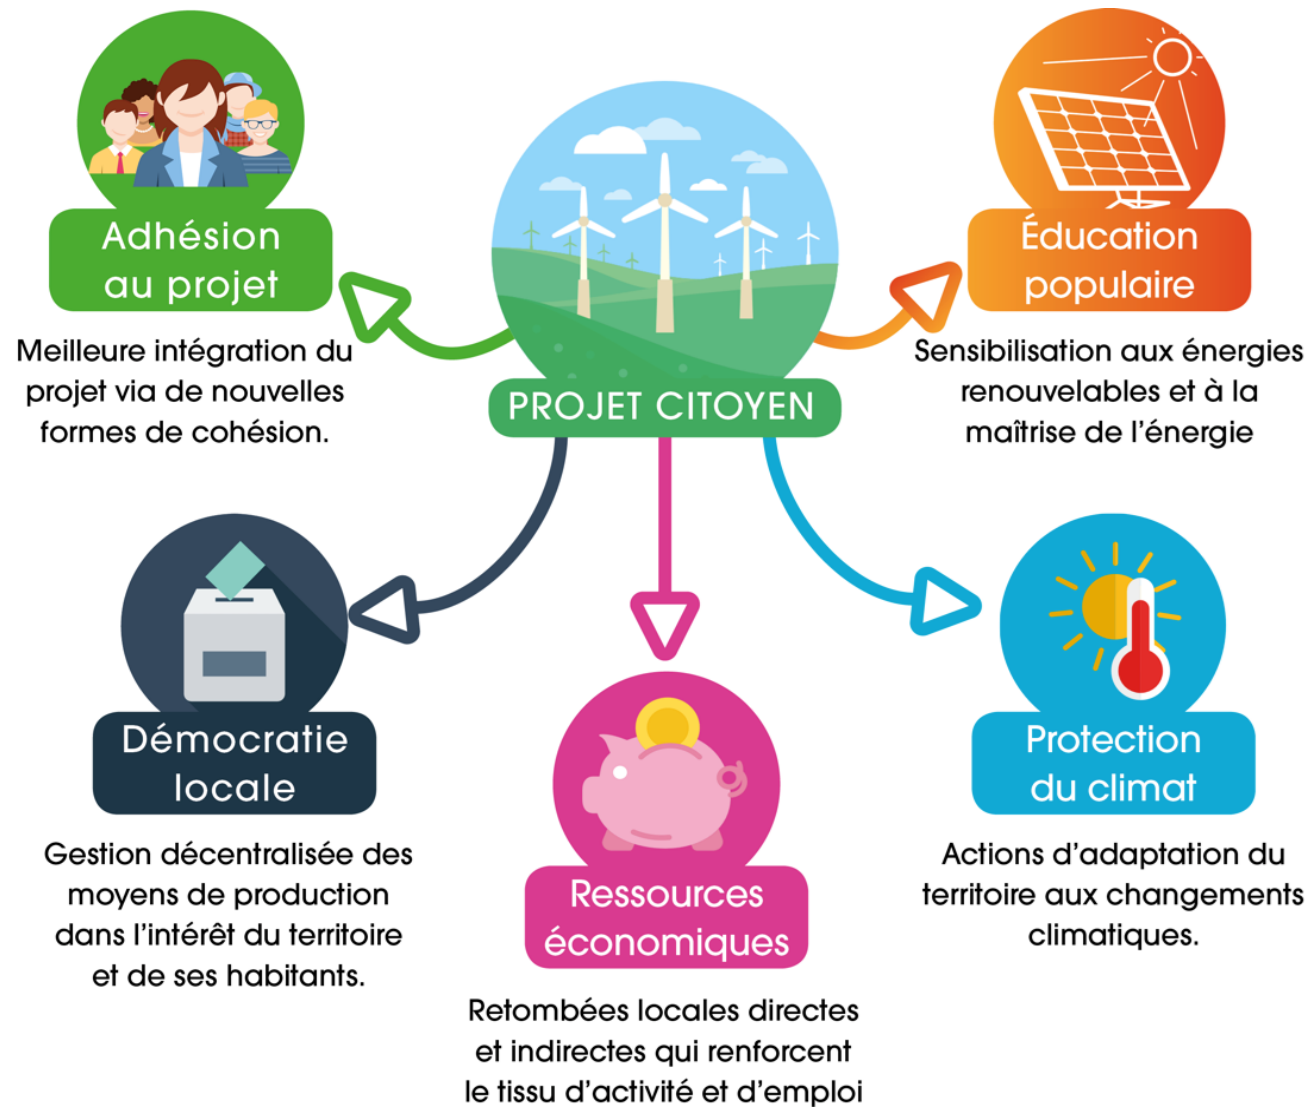 Adhésion
au projet
Meilleure intégration du
projet via de nouvelles
formes de cohésion.
PROJET CITOYEN
Éducation
populaire
Sensibilisation aux énergies
renouvelables et à la
maîtrise de l’énergie
Démocratie
locale
Gestion décentralisée des
moyens de production
dans l’intérêt du territoire
et de ses habitants.
Ressources
économiques
Retombées locales directes
et indirectes qui renforcent
le tissu d’activité et d’emploi
Protection
du climat
Actions d’adaptation du
territoire aux changements
climatiques.